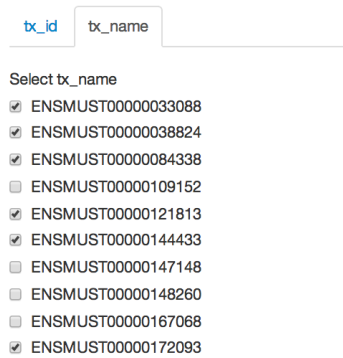 tx_id tx_name
Select tx_name
ENSMUST00000033088
ENSMUST00000038824
ENSMUST00000084338
ENSMUST00000109152
ENSMUST00000121813
ENSMUST00000144433
ENSMUST00000147148
ENSMUST00000148260
ENSMUST00000167068
ENSMUST00000172093